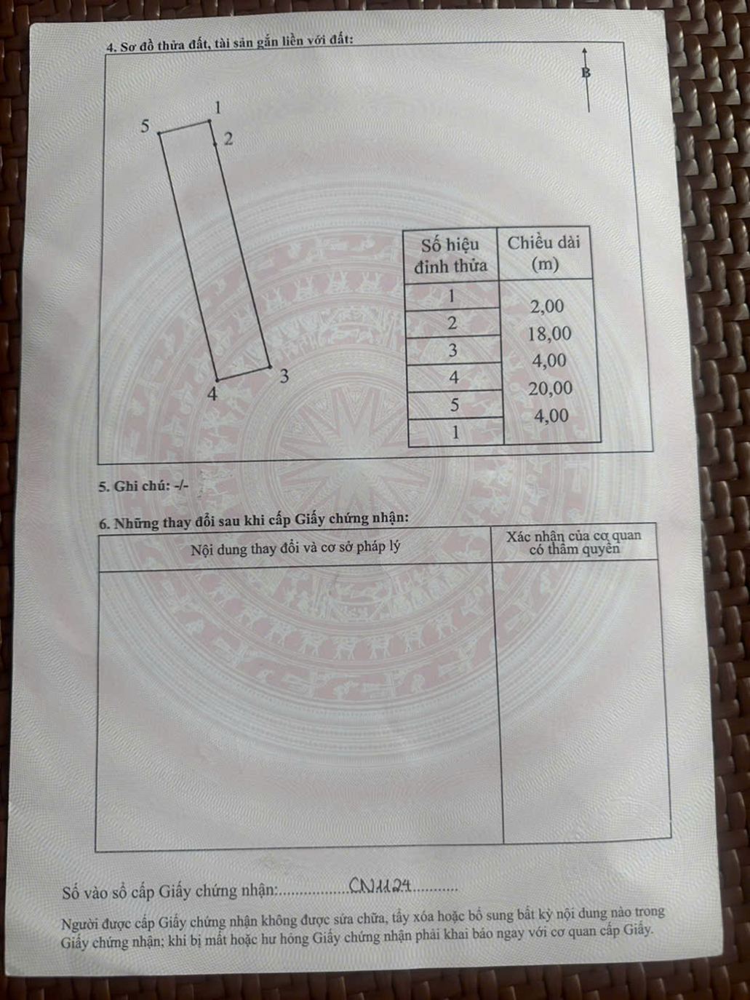 4. Sơ đồ thửa đất, tài sản gắn liền với đất:
B
1
5
2
3
4
Số hiệu đỉnh thửa
Chiều dài (m)
1
2,00
2
18,00
3
4,00
4
20,00
5
4,00
1
5. Ghi chú: -/-
6. Những thay đổi sau khi cấp Giấy chứng nhận:
Nội dung thay đổi và cơ sở pháp lý
Xác nhận của cơ quan
có thẩm quyền
Số vào sổ cấp Giấy chứng nhận:................CN1124............
Người được cấp Giấy chứng nhận không được sửa chữa, tẩy xóa hoặc bổ sung bất kỳ nội dung nào trong
Giấy chứng nhận; khi bị mất hoặc hư hỏng Giấy chứng nhận phải khai báo ngay với cơ quan cấp Giấy.